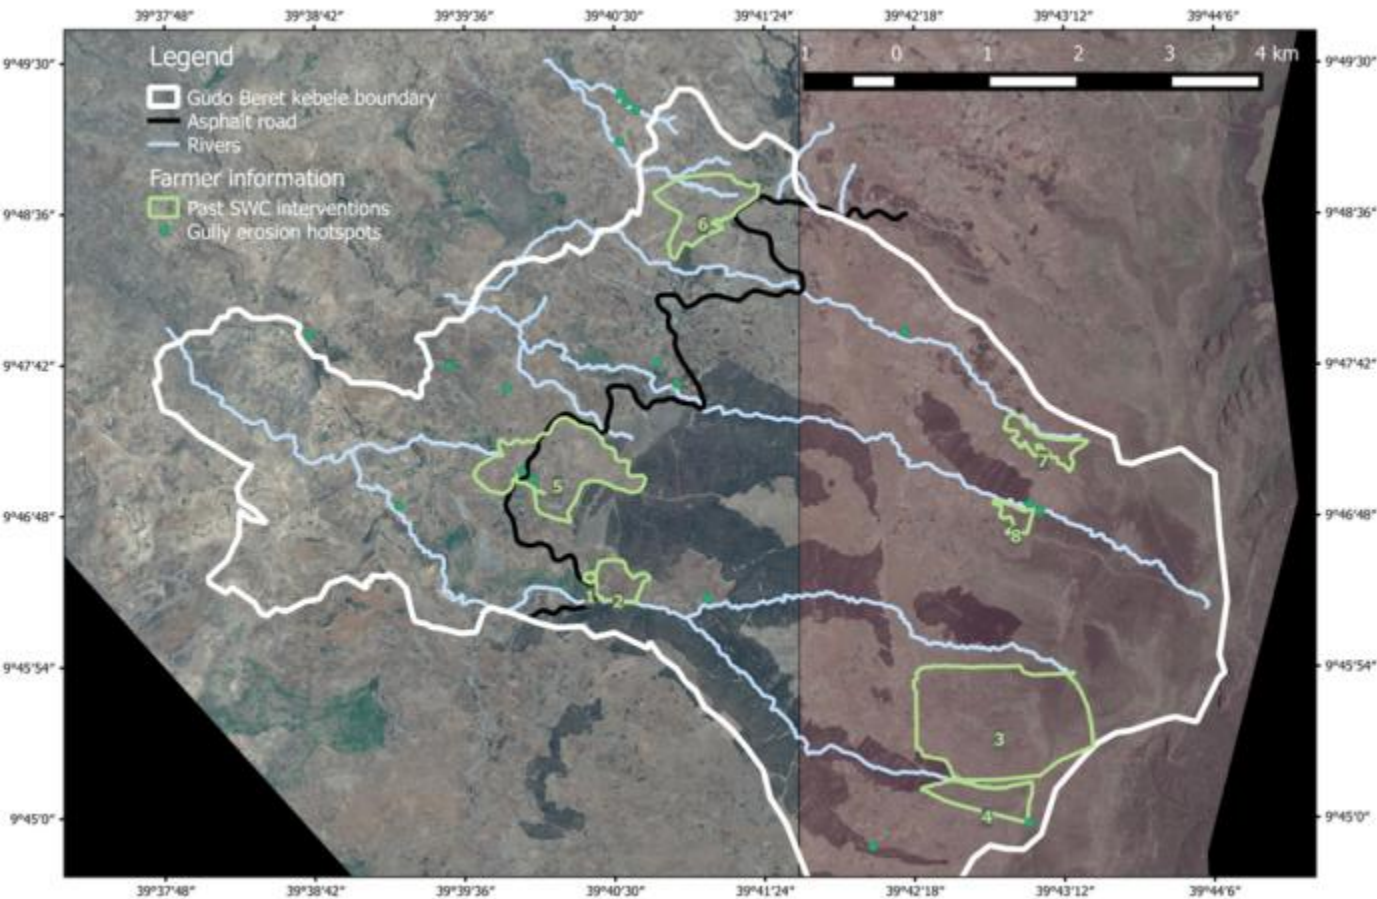 39°37'48" 39°38'42" 39°39'36" 39°40'30" 39°41'24" 39°42'18" 39°43'12" 39°44'6"
Legend
1 0 1 2 3 4 km
9°49'30" 9°49'30"
Gudo Beret kebele boundary
Asphalt road
Rivers
Farmer information
Past SWC interventions
9°48'36" 9°48'36"
6
Gully erosion hotspots
9°47'42" 9°47'42"
7
5
9°46'48" 9°46'48"
8
1 2
9°45'54" 9°45'54"
3
4
9°45'0" 9°45'0"
39°37'48" 39°38'42" 39°39'36" 39°40'30" 39°41'24" 39°42'18" 39°43'12" 39°44'6"